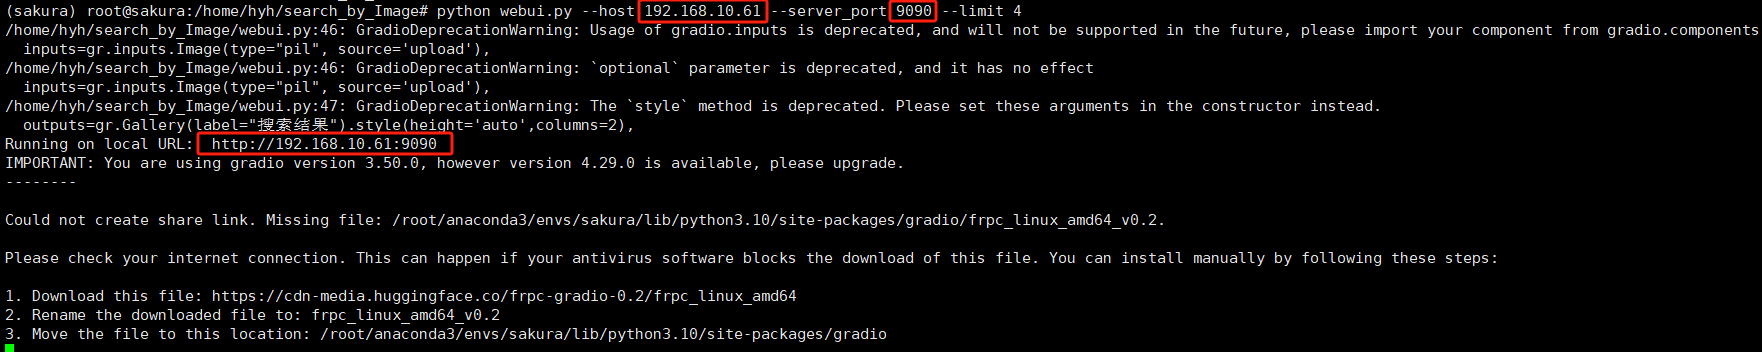 (sakura) root@sakura:/home/hyh/search_by_Image# python webui.py --host 192.168.10.61 --server_port 9090 --limit 4
/home/hyh/search_by_Image/webui.py:46: GradioDeprecationWarning: Usage of gradio.inputs is deprecated, and will not be supported in the future, please import your component from gradio.components
  inputs=gr.inputs.Image(type="pil", source='upload'),
/home/hyh/search_by_Image/webui.py:46: GradioDeprecationWarning: `optional` parameter is deprecated, and it has no effect
  inputs=gr.inputs.Image(type="pil", source='upload'),
/home/hyh/search_by_Image/webui.py:47: GradioDeprecationWarning: The `style` method is deprecated. Please set these arguments in the constructor instead.
  outputs=gr.Gallery(label="搜索结果").style(height='auto',columns=2),
Running on local URL:  http://192.168.10.61:9090
IMPORTANT: You are using gradio version 3.50.0, however version 4.29.0 is available, please upgrade.
--------
Could not create share link. Missing file: /root/anaconda3/envs/sakura/lib/python3.10/site-packages/gradio/frpc_linux_amd64_v0.2.
Please check your internet connection. This can happen if your antivirus software blocks the download of this file. You can install manually by following these steps:
1. Download this file: https://cdn-media.huggingface.co/frpc-gradio-0.2/frpc_linux_amd64
2. Rename the downloaded file to: frpc_linux_amd64_v0.2
3. Move the file to this location: /root/anaconda3/envs/sakura/lib/python3.10/site-packages/gradio